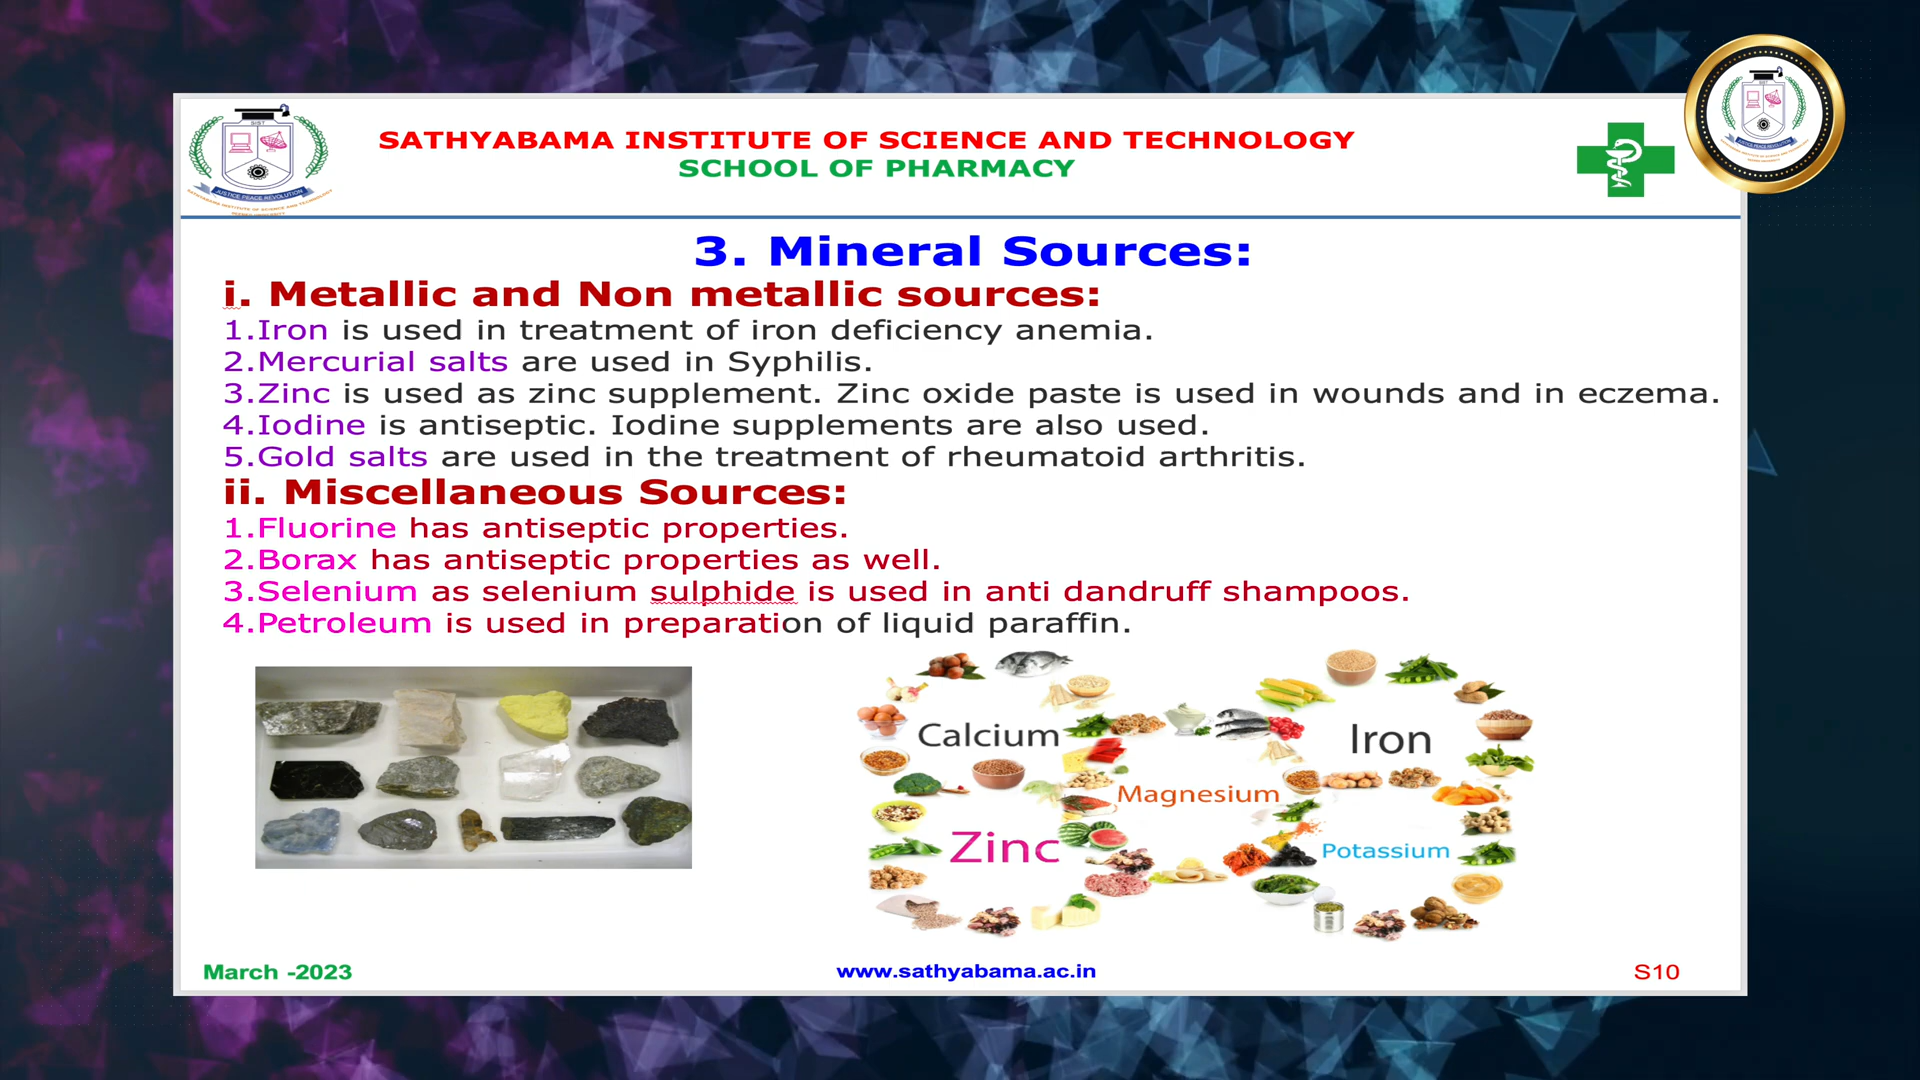 SATHYABAMA INSTITUTE OF SCIENCE AND TECHNOLOGY
SCHOOL OF PHARMACY
SIST
JUSTICE PEACE REVOLUTION
3. Mineral Sources:
i. Metallic and Non metallic sources:
1.Iron is used in treatment of iron deficiency anemia.
2.Mercurial salts are used in Syphilis.
3.Zinc is used as zinc supplement. Zinc oxide paste is used in wounds and in eczema.
4.Iodine is antiseptic. Iodine supplements are also used.
5.Gold salts are used in the treatment of rheumatoid arthritis.
ii. Miscellaneous Sources:
1.Fluorine has antiseptic properties.
2.Borax has antiseptic properties as well.
3.Selenium as selenium sulphide is used in anti dandruff shampoos.
4.Petroleum is used in preparation of liquid paraffin.
Calcium
Iron
Magnesium
Zinc
Potassium
March -2023
www.sathyabama.ac.in
S10